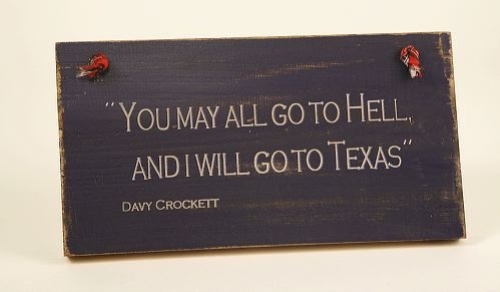 "You may all go to Hell,
and I will go to Texas"
Davy Crockett